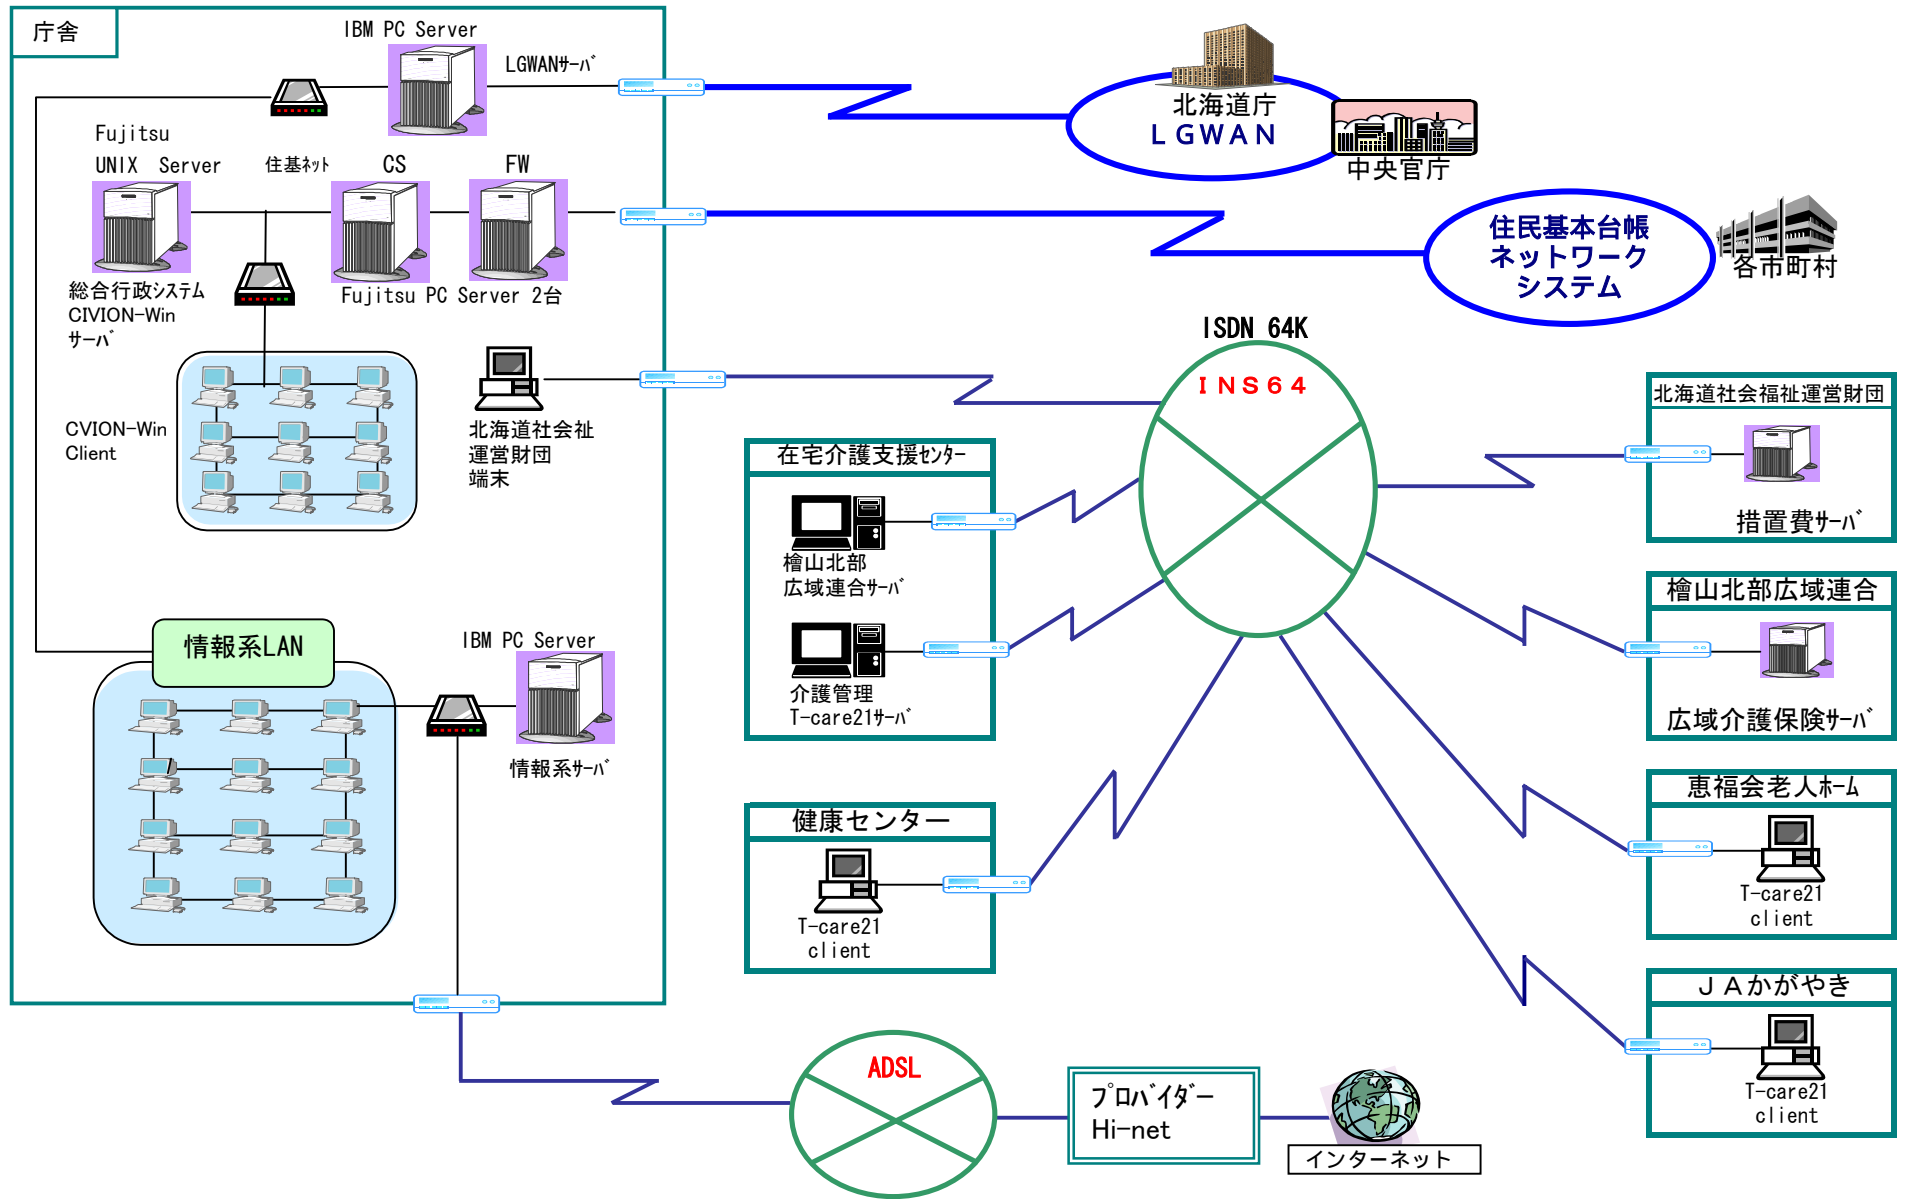 庁舎
IBM PC Server
LGWANサーバ
Fujitsu
UNIX Server
住基ネット
CS
FW
総合行政システム
CIVION-Win
サーバ
Fujitsu PC Server 2台
CVION-Win
Client
北海道社会祉
運営財団
端末
情報系LAN
IBM PC Server
情報系サーバ
北海道庁
LGWAN
中央官庁
住民基本台帳
ネットワーク
システム
各市町村
ISDN 64K
INS64
在宅介護支援センター
檜山北部
広域連合サーバ
介護管理
T-care21サーバ
健康センター
T-care21
client
北海道社会福祉運営財団
措置費サーバ
檜山北部広域連合
広域介護保険サーバ
恵福会老人ホーム
T-care21
client
JAかがやき
T-care21
client
ADSL
プロバイダー
Hi-net
インターネット